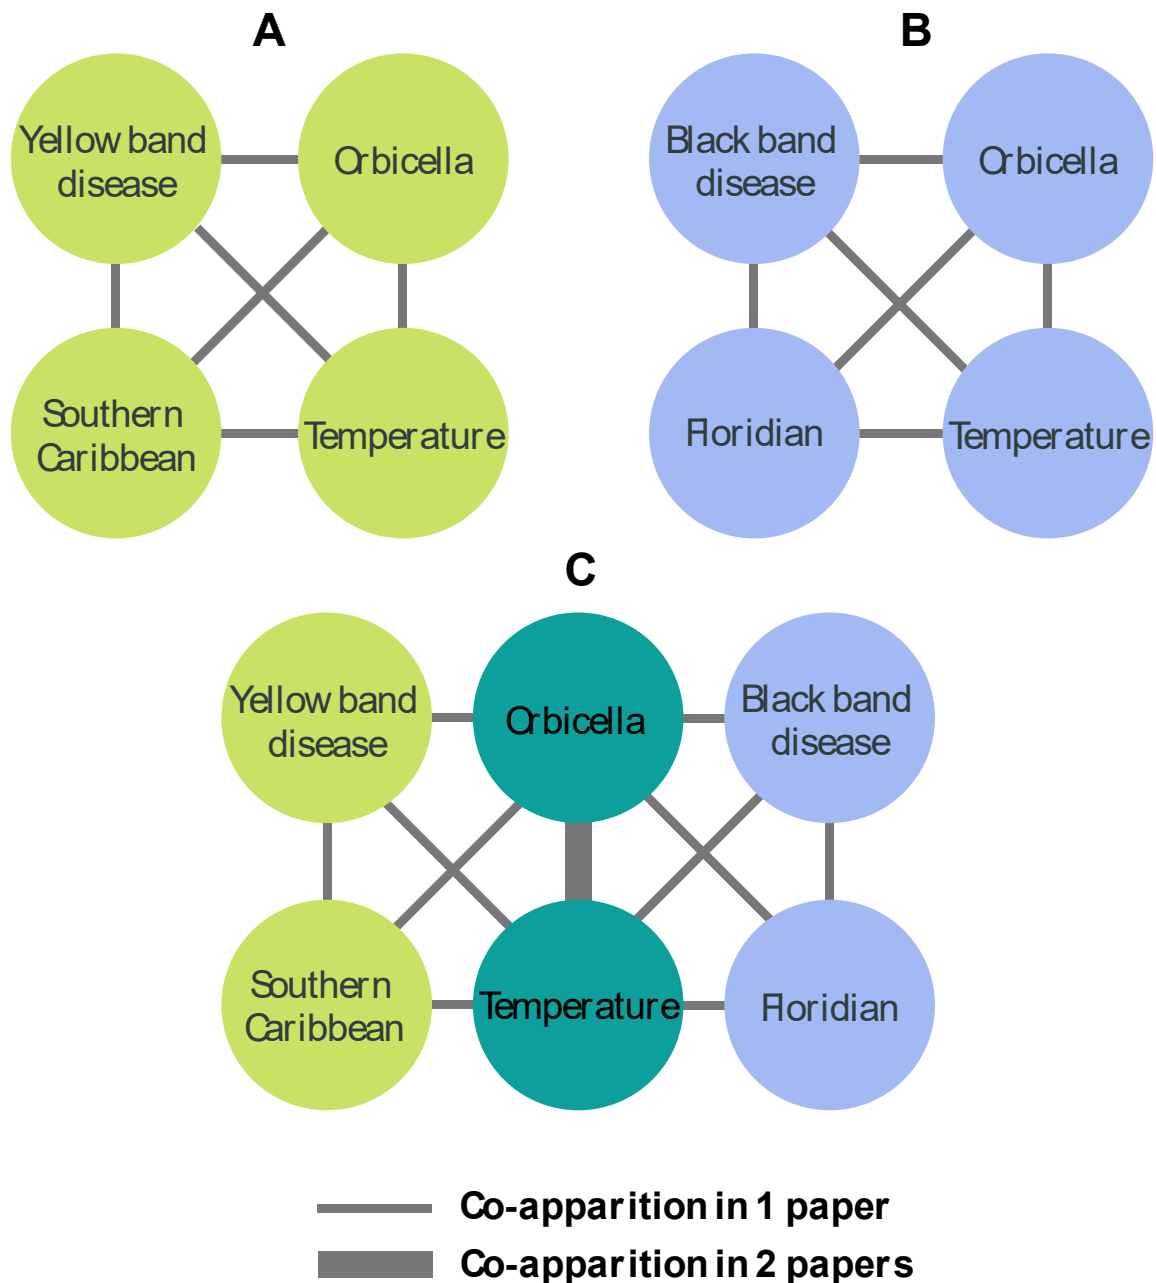 A
Yellow band
disease
Orbicella
Southern
Caribbean
Temperature
B
Black band
disease
Orbicella
Floridian
Temperature
C
Yellow band
disease
Orbicella
Black band
disease
Southern
Caribbean
Temperature
Floridian
Co-apparition in 1 paper
Co-apparition in 2 papers